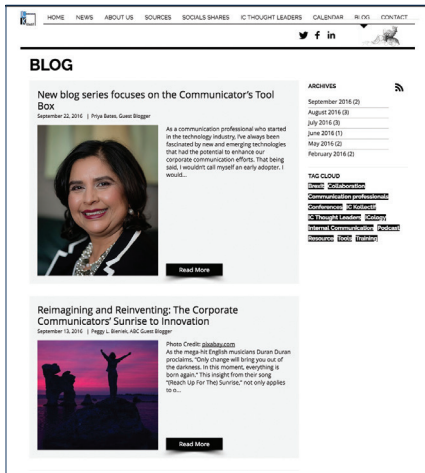 HOME NEWS ABOUT US SOURCES SOCIALS SHARES IC THOUGHT LEADERS CALENDAR BLOG CONTACT
BLOG
New blog series focuses on the Communicator's Tool
Box
September 22, 2016 | Priya Bates, Guest Blogger
As a communication professional who started
in the technology industry, I've always been
fascinated by new and emerging technologies
that had the potential to enhance our
corporate communication efforts. That being
said, I wouldn't call myself an early adopter. I
would...
Read More
Reimagining and Reinventing: The Corporate
Communicators' Sunrise to Innovation
September 13, 2016 | Peggy L. Bieniek, ABC Guest Blogger
Photo Credit: pixabay.com
As the mega-hit English musicians Duran Duran
proclaims, "Only change will bring you out of
the darkness. In this moment, everything is
born again." This insight from their song
"(Reach Up For The) Sunrise," not only applies
to o...
Read More
ARCHIVES
September 2016 (2)
August 2016 (3)
July 2016 (3)
June 2016 (1)
May 2016 (2)
February 2016 (2)
TAG CLOUD
Brexit Collaboration
Communication professionals
Conferences IC Kollectif
IC Thought Leaders ICology
Internal Communication Podcast
Resource Tools Training